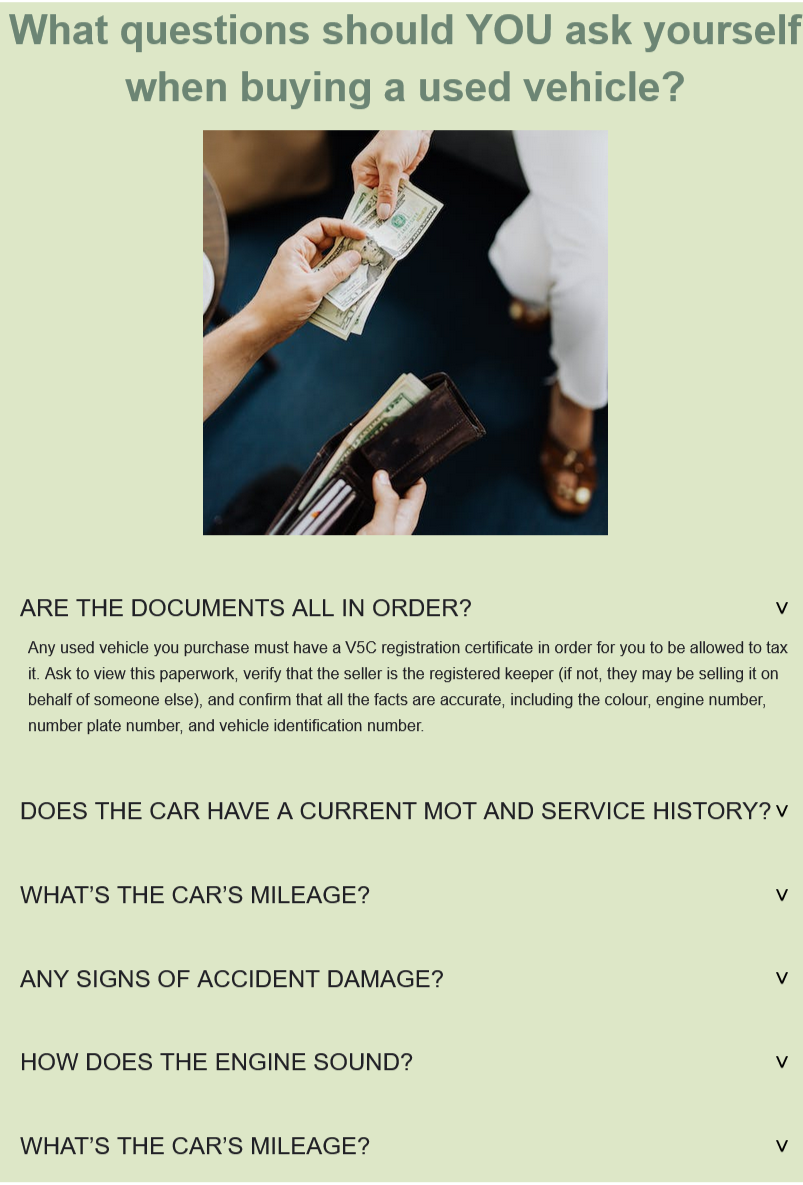 What questions should YOU ask yourself
when buying a used vehicle?
ARE THE DOCUMENTS ALL IN ORDER? v
Any used vehicle you purchase must have a V5C registration certificate in order for you to be allowed to tax
it. Ask to view this paperwork, verify that the seller is the registered keeper (if not, they may be selling it on
behalf of someone else), and confirm that all the facts are accurate, including the colour, engine number,
number plate number, and vehicle identification number.
DOES THE CAR HAVE A CURRENT MOT AND SERVICE HISTORY? v
WHAT’S THE CAR’S MILEAGE? v
ANY SIGNS OF ACCIDENT DAMAGE? v
HOW DOES THE ENGINE SOUND? v
WHAT’S THE CAR’S MILEAGE? v